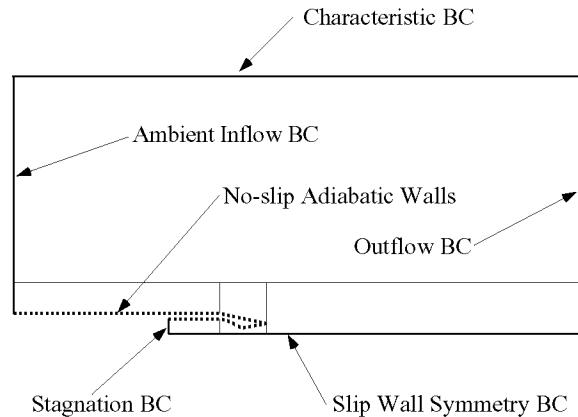 Characteristic BC
Ambient Inflow BC
No-slip Adiabatic Walls
Outflow BC
Stagnation BC
Slip Wall Symmetry BC